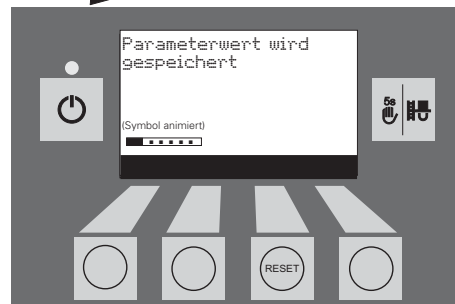 Parameterwert wird
gespeichert
5s
(Symbol animiert)
RESET